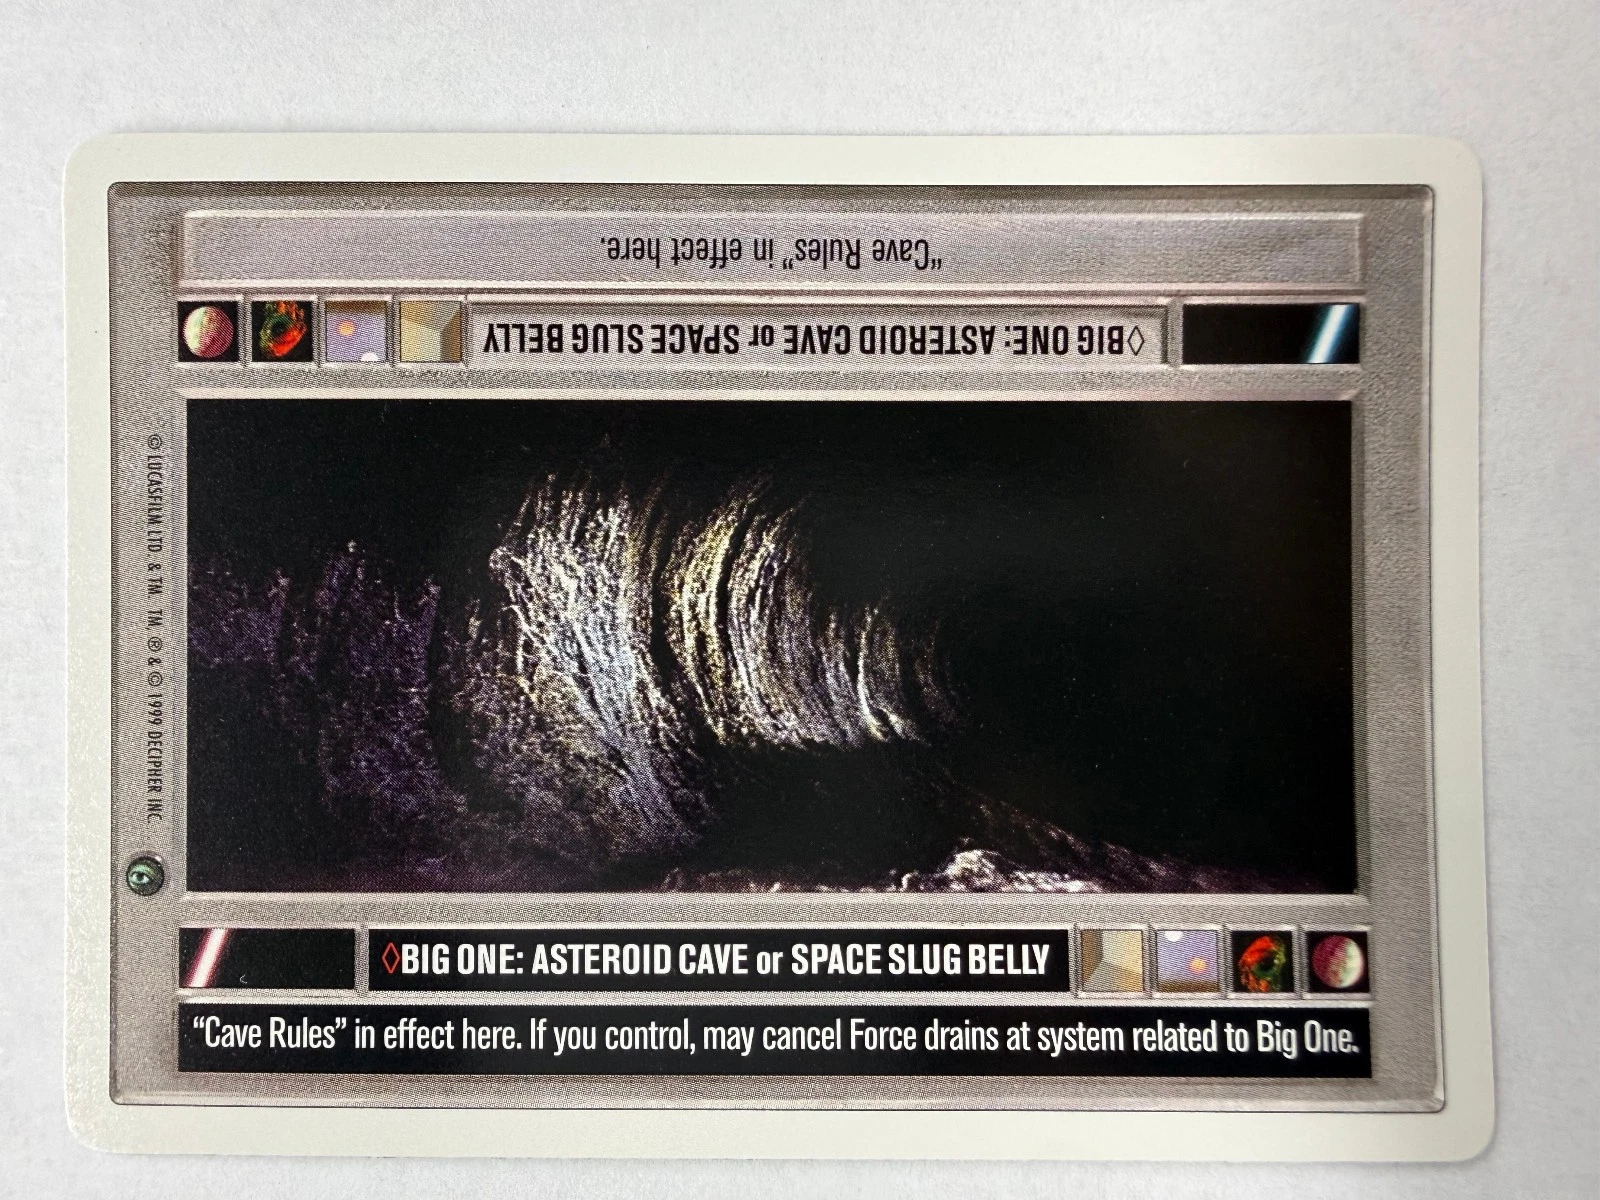 “Cave Rules” in effect here.
◊BIG ONE: ASTEROID CAVE or SPACE SLUG BELLY
© LUCASFILM LTD. & TM TM ® & © 1999 DECIPHER INC.
◊BIG ONE: ASTEROID CAVE or SPACE SLUG BELLY
“Cave Rules” in effect here. If you control, may cancel Force drains at system related to Big One.